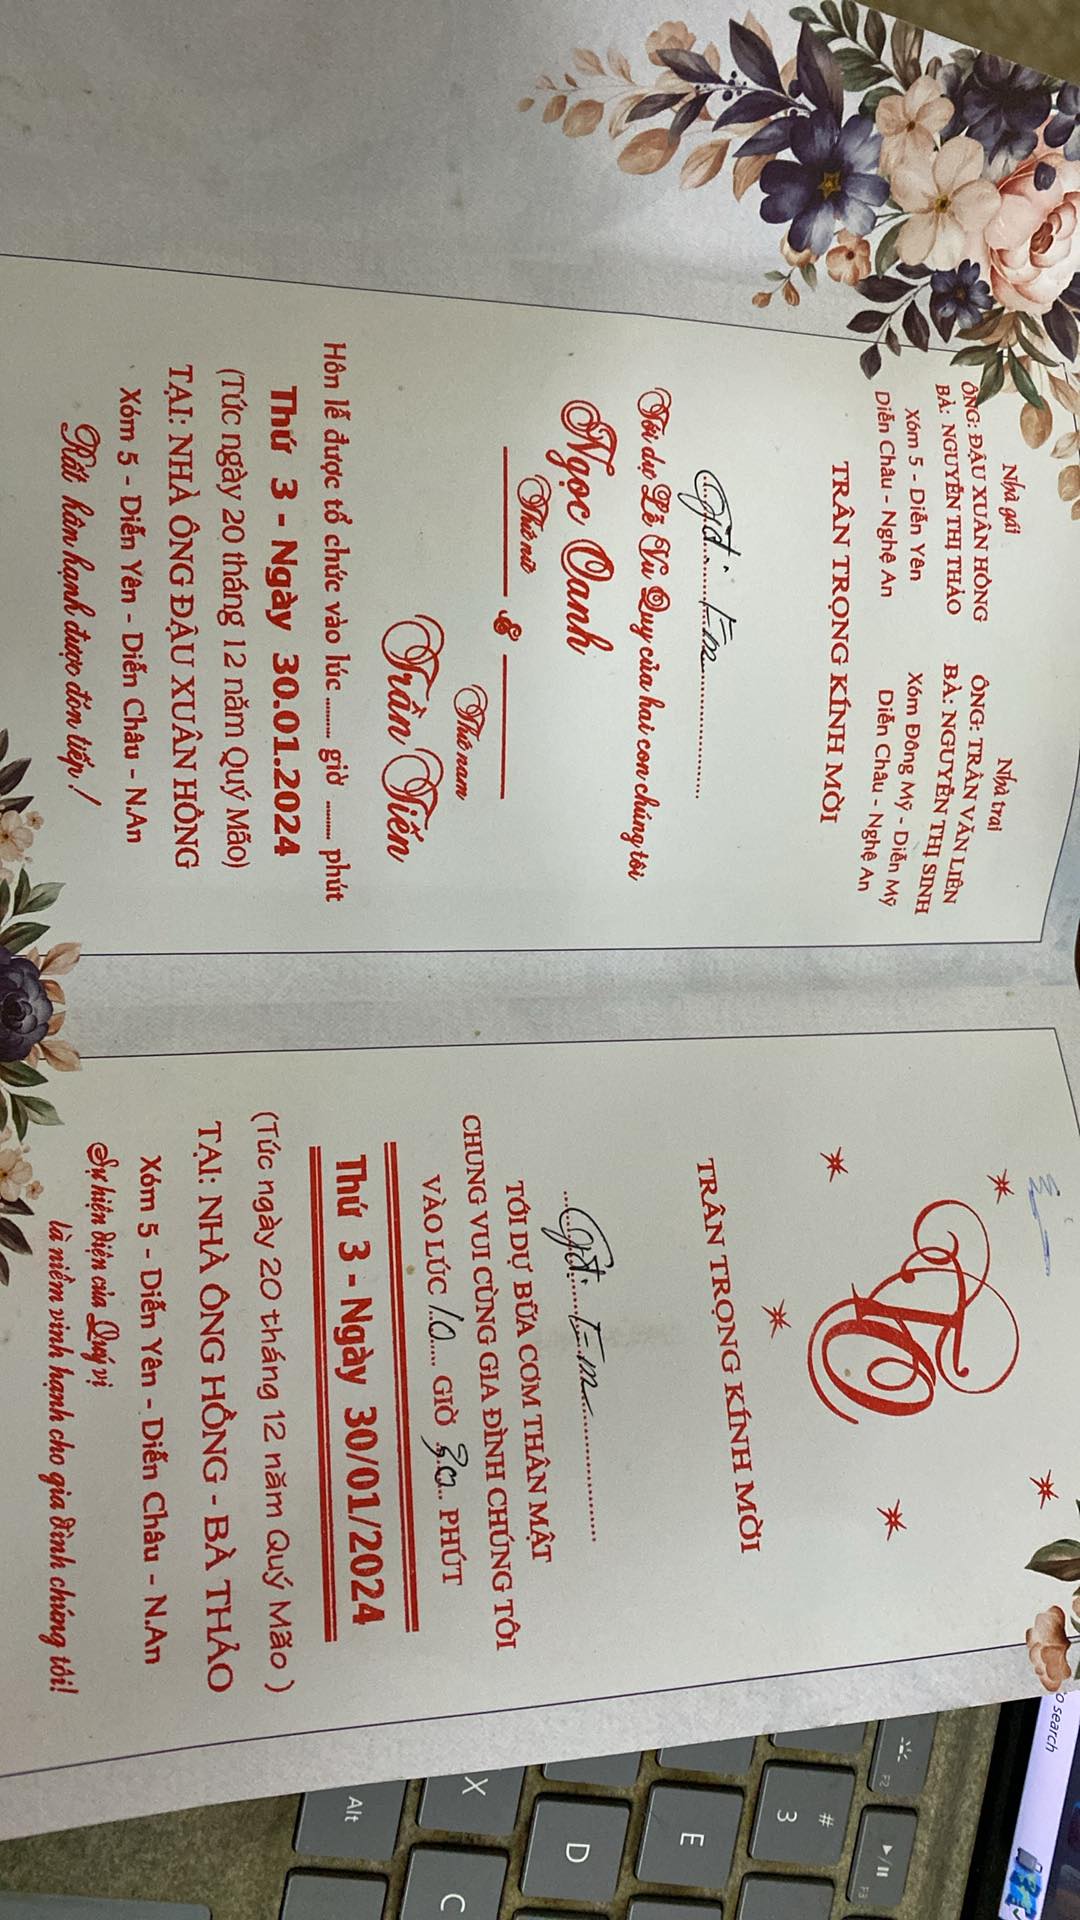 Nhà gái
ÔNG: ĐẬU XUÂN HỒNG
BÀ: NGUYỄN THỊ THẢO
Xóm 5 - Diễn Yên
Diễn Châu - Nghệ An
Nhà trai
ÔNG: TRẦN VĂN LIÊN
BÀ: NGUYỄN THỊ SINH
Xóm Đông Mỹ - Diễn Mỹ
Diễn Châu - Nghệ An
TRÂN TRỌNG KÍNH MỜI
Gđ: Em
Tới dự Lễ Vu Quy của hai con chúng tôi
Ngọc Oanh
Thứ nữ
&
Thứ nam
Trần Tiến
Hôn lễ được tổ chức vào lúc ........ giờ ........ phút
Thứ 3 - Ngày 30.01.2024
(Tức ngày 20 tháng 12 năm Quý Mão)
TẠI: NHÀ ÔNG ĐẬU XUÂN HỒNG
Xóm 5 - Diễn Yên - Diễn Châu - N.An
Rất hân hạnh được đón tiếp !
TO
TRÂN TRỌNG KÍNH MỜI
Gđ: Em
TỚI DỰ BỮA CƠM THÂN MẬT
CHUNG VUI CÙNG GIA ĐÌNH CHÚNG TÔI
VÀO LÚC 10 GIỜ 30 PHÚT
Thứ 3 - Ngày 30/01/2024
(Tức ngày 20 tháng 12 năm Quý Mão )
TẠI: NHÀ ÔNG HỒNG - BÀ THẢO
Xóm 5 - Diễn Yên - Diễn Châu - N.An
Sự hiện diện của Quý vị
là niềm vinh hạnh cho gia đình chúng tôi!
search
F2
F3
#
3
E
D
X
C
Alt